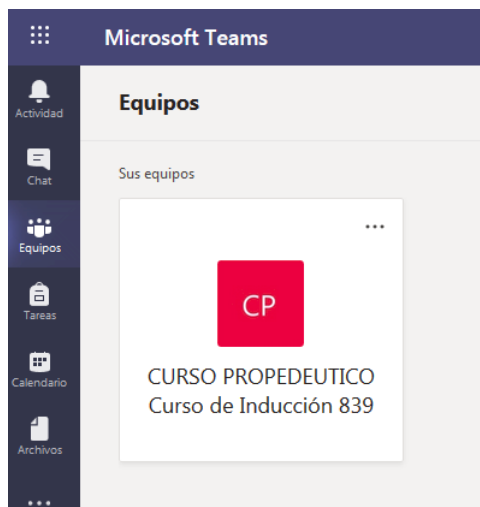 Microsoft Teams
Actividad
Chat
Equipos
Tareas
Calendario
Archivos
Equipos
Sus equipos
CP
CURSO PROPEDEUTICO
Curso de Inducción 839